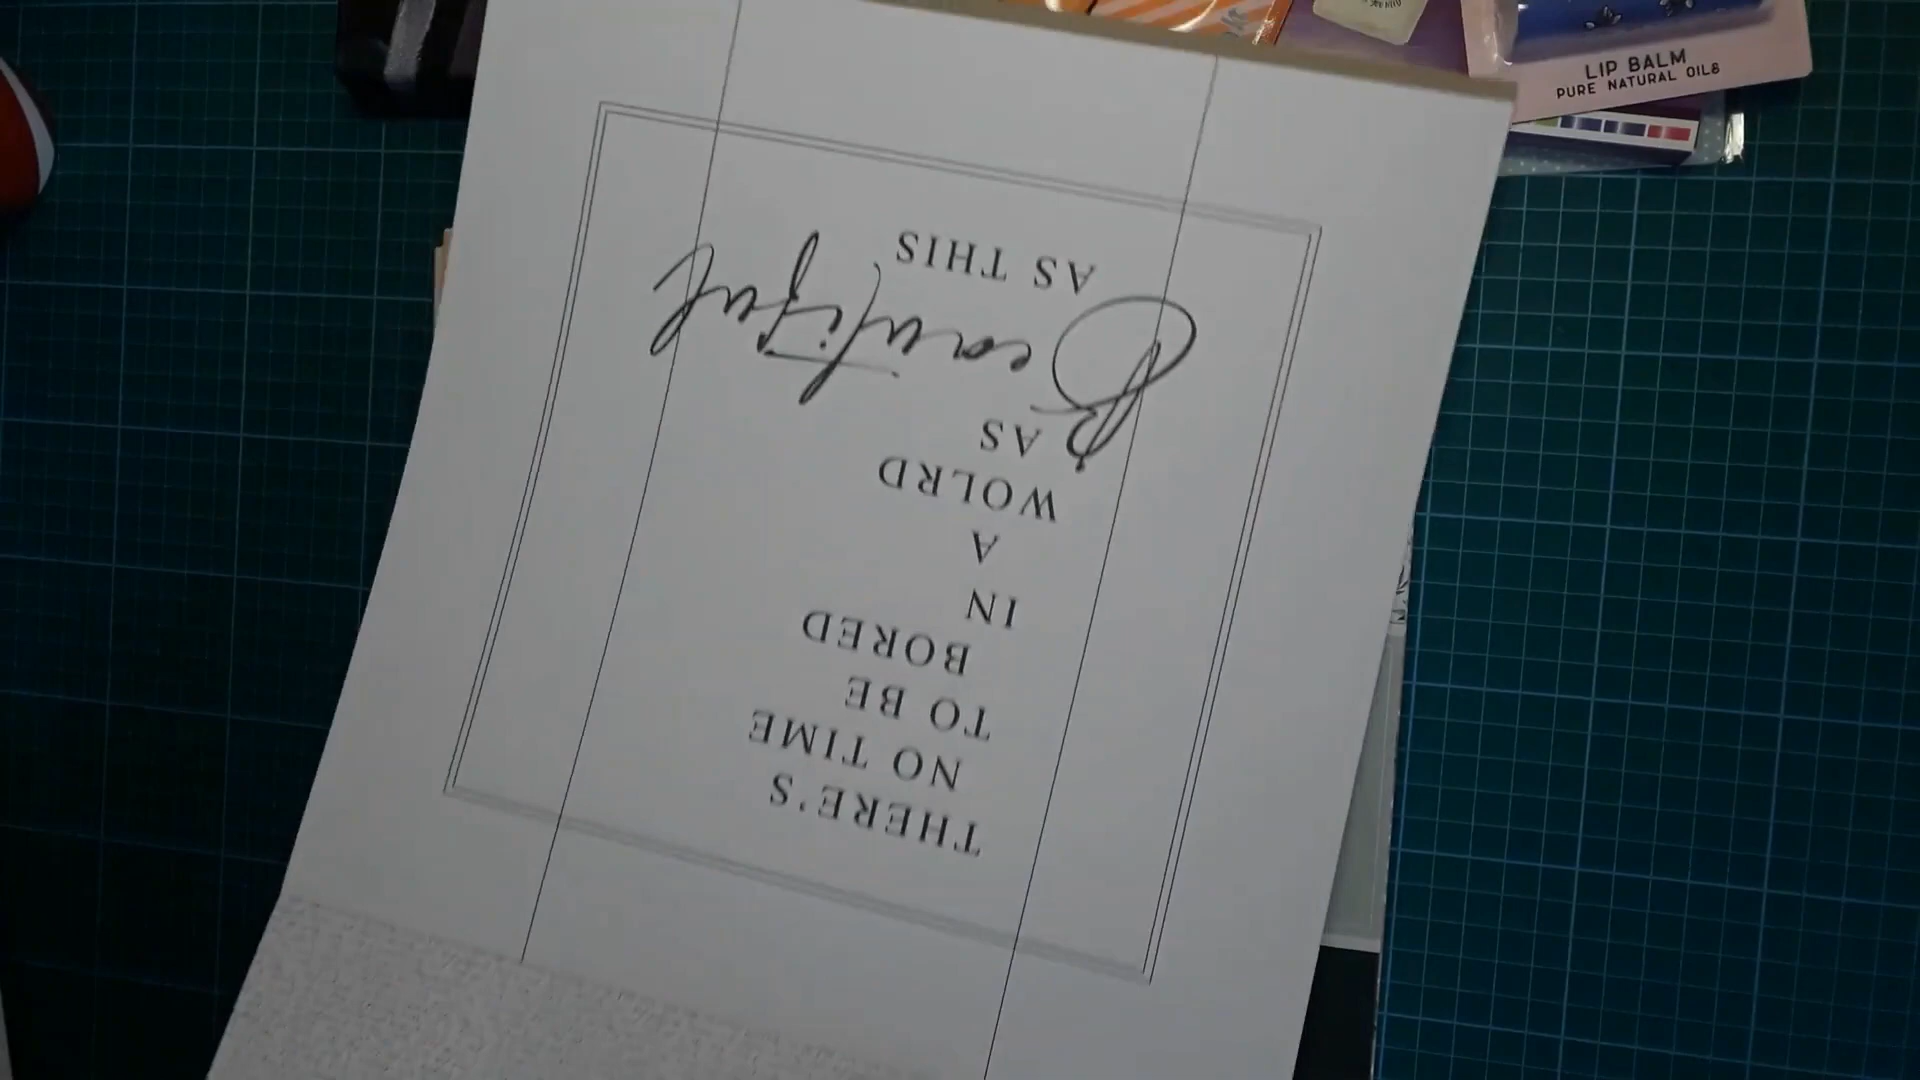 THERE'S
NO TIME
TO BE
BORED
IN
A
WOLRD
AS
Beautiful
AS THIS
LIP BALM
PURE NATURAL OILS